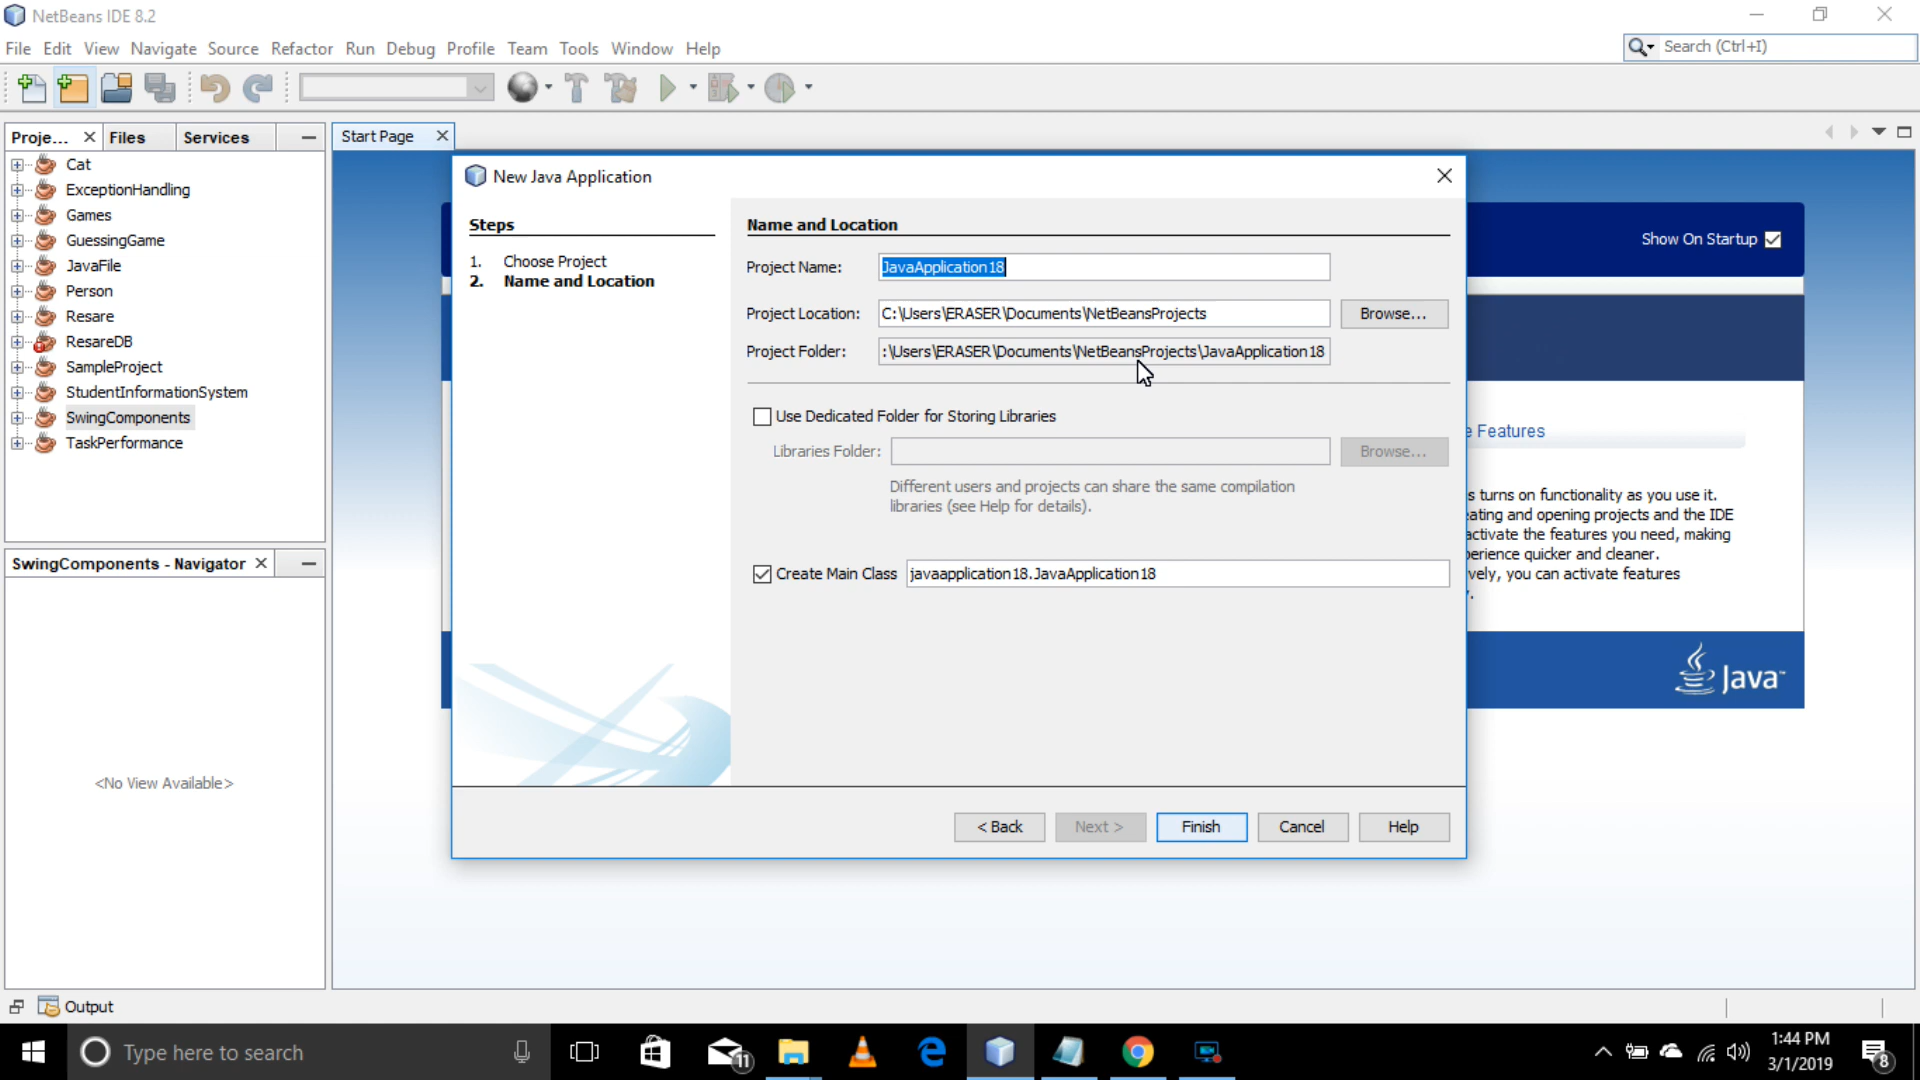 NetBeans IDE 8.2
File Edit View Navigate Source Refactor Run Debug Profile Team Tools Window Help
Search (Ctrl+I)
Proje... Files Services
Start Page
Cat
ExceptionHandling
Games
GuessingGame
JavaFile
Person
Resare
ResareDB
SampleProject
StudentInformationSystem
SwingComponents
TaskPerformance
SwingComponents - Navigator
<No View Available>
Output
New Java Application
Steps
1. Choose Project
2. Name and Location
Name and Location
Project Name: JavaApplication18
Project Location: C:\Users\ERASER\Documents\NetBeansProjects Browse...
Project Folder: :\Users\ERASER\Documents\NetBeansProjects\JavaApplication18
Use Dedicated Folder for Storing Libraries
Libraries Folder: Browse...
Different users and projects can share the same compilation
libraries (see Help for details).
Create Main Class javaapplication18.JavaApplication18
< Back Next > Finish Cancel Help
Show On Startup
Features
turns on functionality as you use it.
and opening projects and the IDE
the features you need, making
quicker and cleaner.
you can activate features
Java
Type here to search
11
1:44 PM
3/1/2019
8